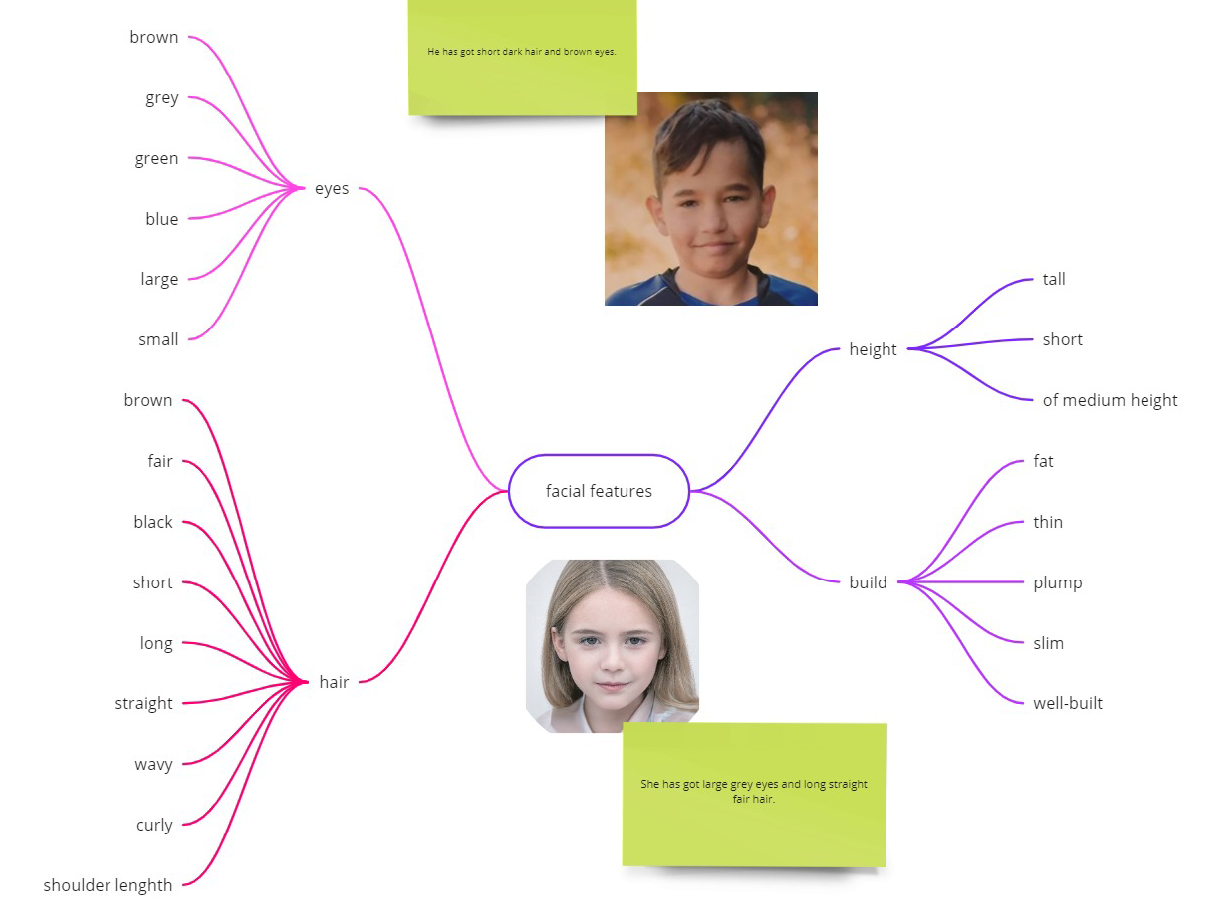 He has got short dark hair and brown eyes.
brown
grey
green
blue
large
small
eyes
brown
fair
black
short
long
straight
wavy
curly
shoulder lenghth
hair
facial features
height
tall
short
of medium height
build
fat
thin
plump
slim
well-built
She has got large grey eyes and long straight
fair hair.